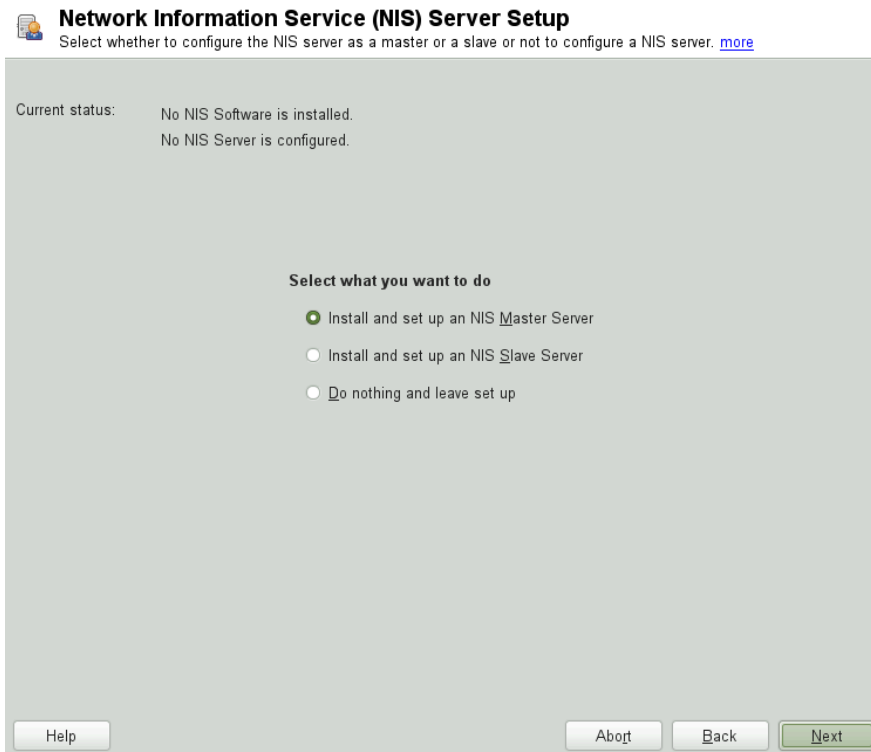 Network Information Service (NIS) Server Setup
Select whether to configure the NIS server as a master or a slave or not to configure a NIS server. more
Current status:
No NIS Software is installed.
No NIS Server is configured.
Select what you want to do
Install and set up an NIS Master Server
Install and set up an NIS Slave Server
Do nothing and leave set up
Help
Abort
Back
Next